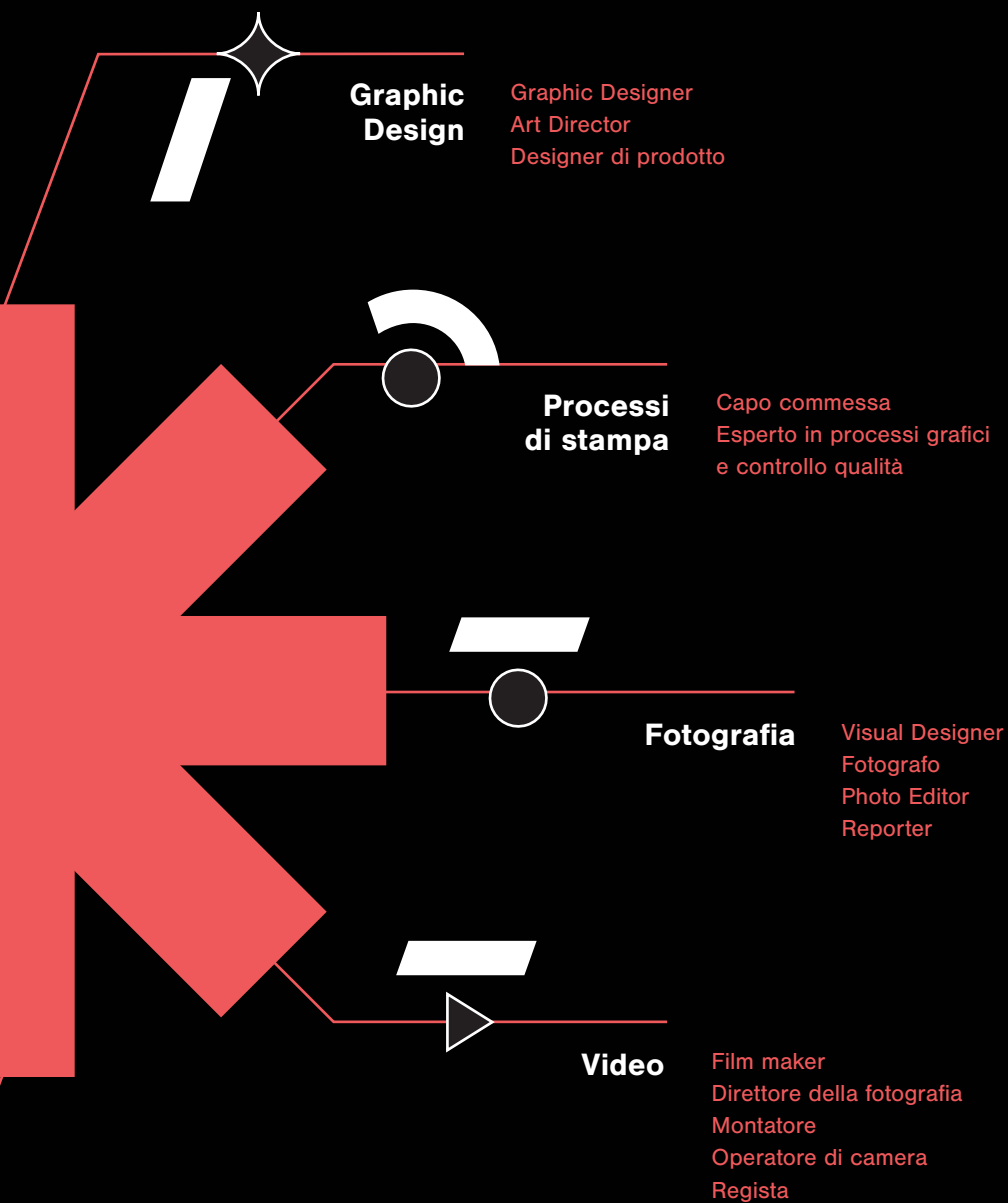 Graphic
Design
Graphic Designer
Art Director
Designer di prodotto
Processi
di stampa
Capo commessa
Esperto in processi grafici
e controllo qualità
Fotografia
Visual Designer
Fotografo
Photo Editor
Reporter
Video
Film maker
Direttore della fotografia
Montatore
Operatore di camera
Regista